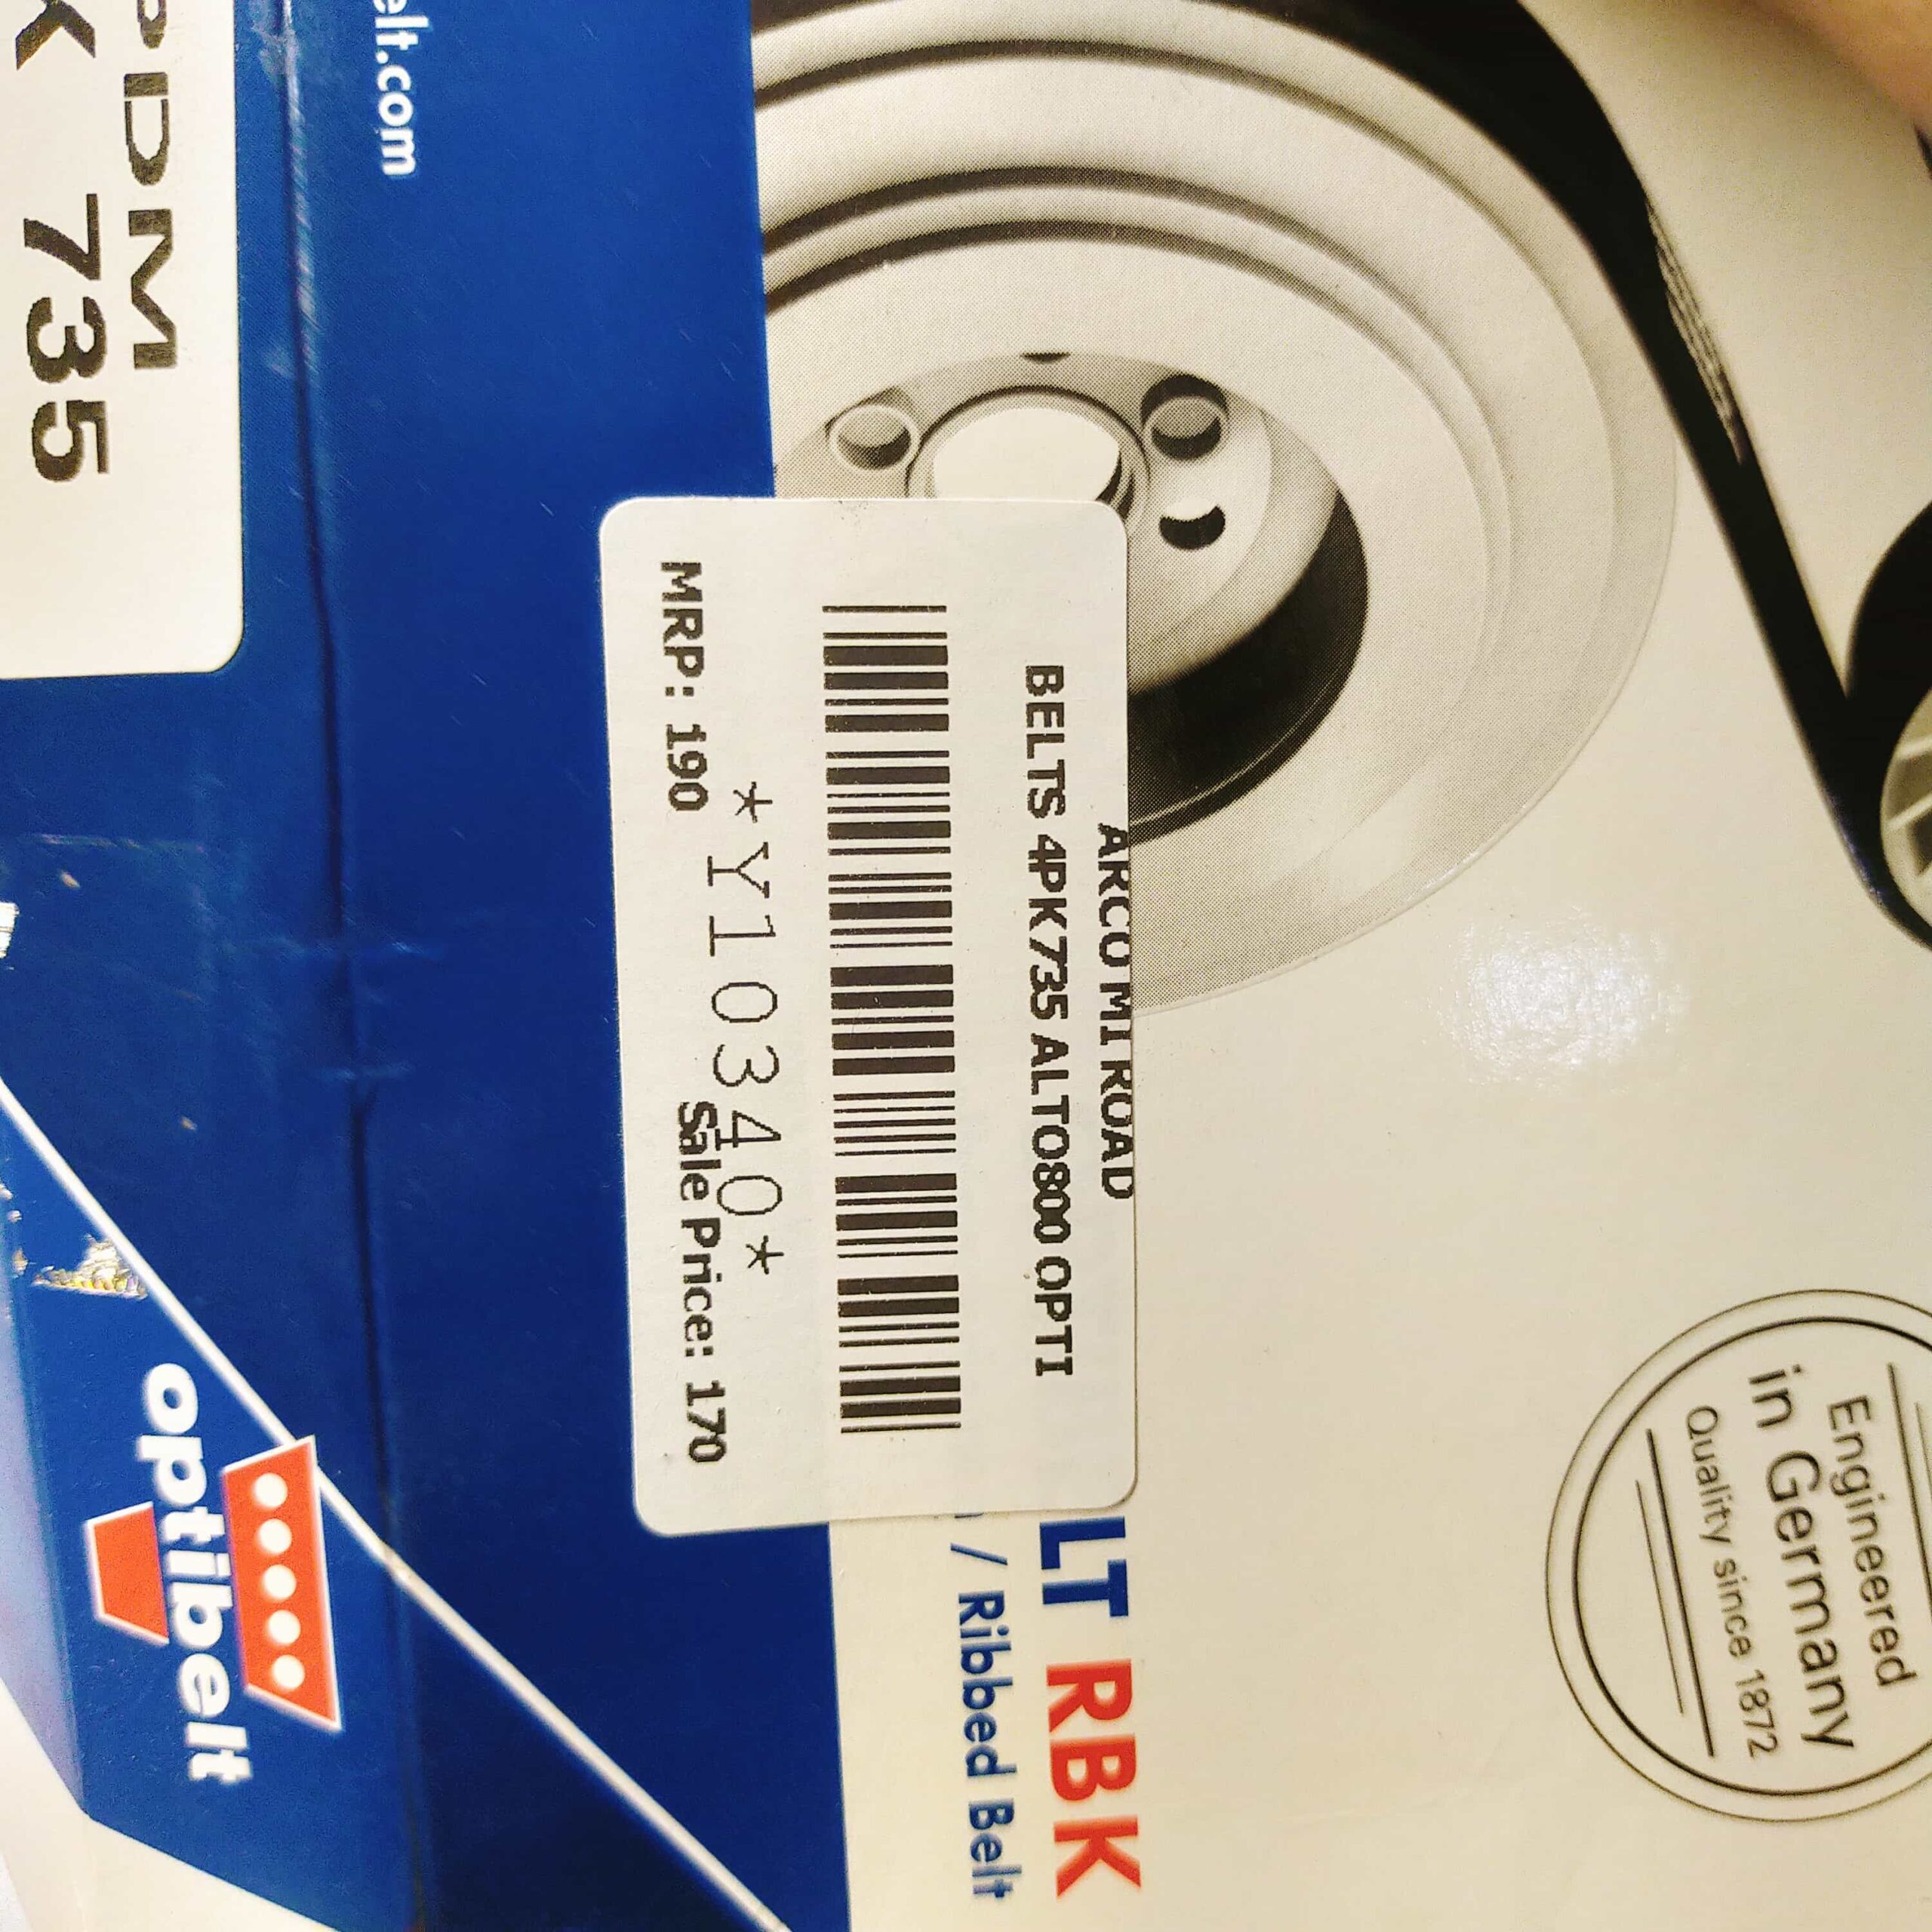 ARCO MI ROAD
BELTS 4PK735 ALTO800 OPTI
*Y10340*
MRP: 190 Sale Price: 170
Engineered
in Germany
Quality since 1872
LT RBK
/ Ribbed Belt
elt.com
PDM
K 735
optibelt